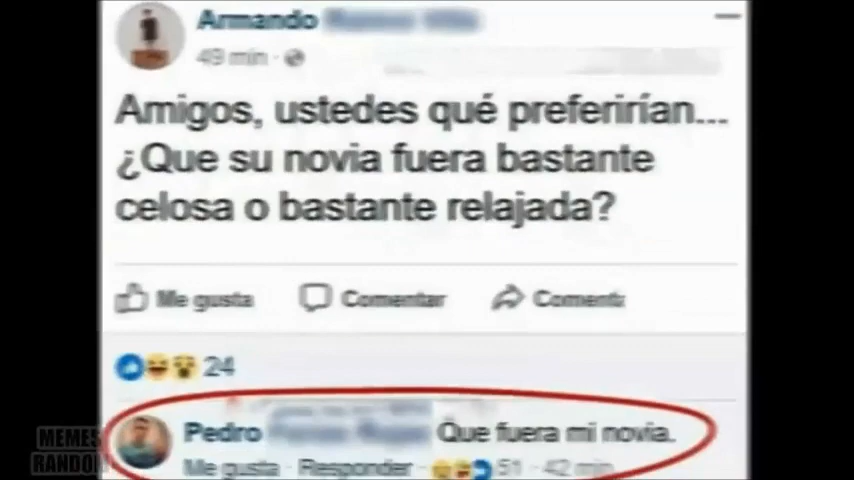 Armando
49 min
Amigos, ustedes qué preferirían...
¿Que su novia fuera bastante
celosa o bastante relajada?
Me gusta Comentar Coment
24
Pedro Que fuera mi novia.
Me gusta · Responder 51 · 42 min
MEMES
RANDOM